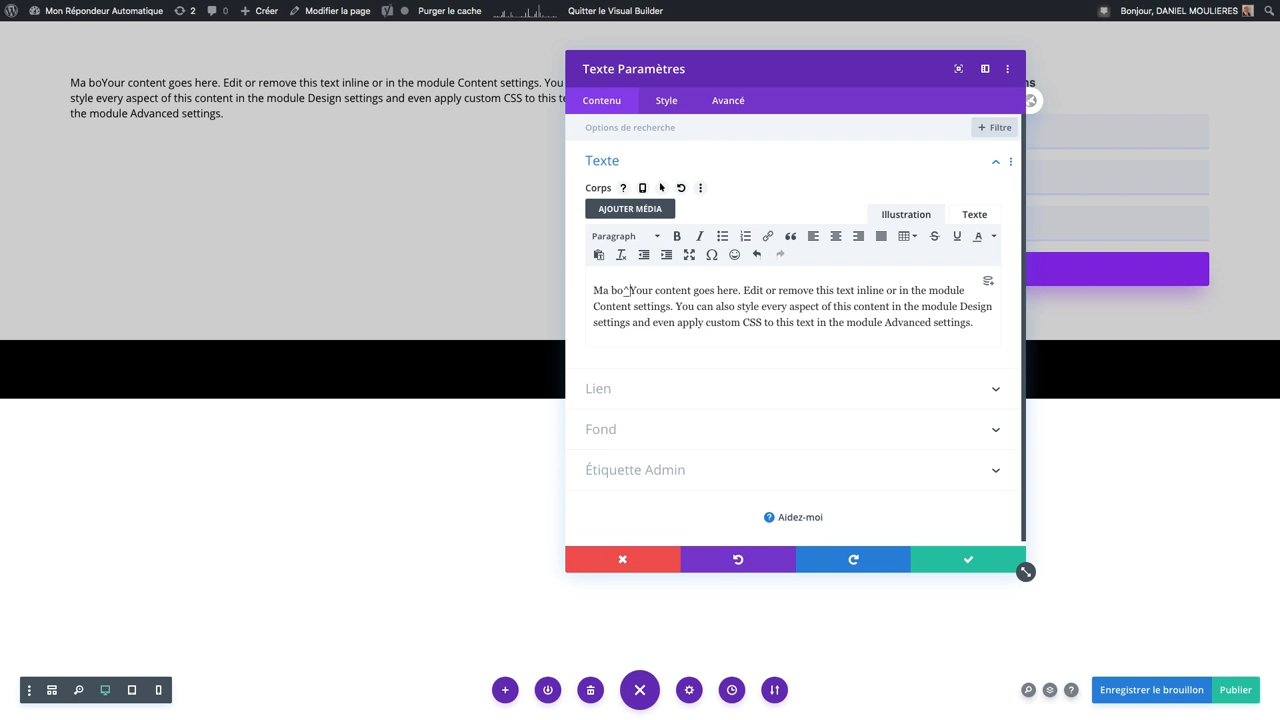 Mon Répondeur Automatique 2 0 + Créer Modifier la page Purger le cache Quitter le Visual Builder Bonjour, DANIEL MOULIERES
Ma boYour content goes here. Edit or remove this text inline or in the module Content settings. You
style every aspect of this content in the module Design settings and even apply custom CSS to this te
the module Advanced settings.
Texte Paramètres
Contenu Style Avancé
Options de recherche + Filtre
Texte
Corps ?
AJOUTER MÉDIA
Illustration Texte
Paragraph B I U A
Ma bo^Your content goes here. Edit or remove this text inline or in the module
Content settings. You can also style every aspect of this content in the module Design
settings and even apply custom CSS to this text in the module Advanced settings.
Lien
Fond
Étiquette Admin
? Aidez-moi
Enregistrer le brouillon Publier